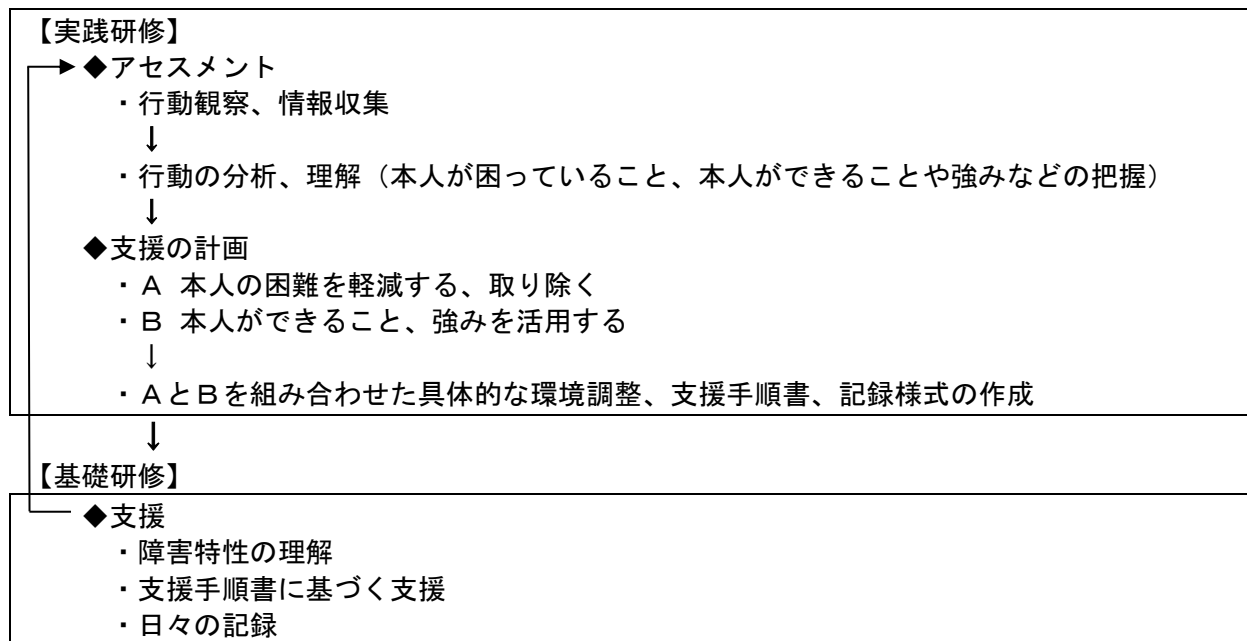 【実践研修】
◆アセスメント
・行動観察、情報収集
↓
・行動の分析、理解（本人が困っていること、本人ができることや強みなどの把握）
↓
◆支援の計画
・Ａ 本人の困難を軽減する、取り除く
・Ｂ 本人ができること、強みを活用する
↓
・ＡとＢを組み合わせた具体的な環境調整、支援手順書、記録様式の作成
↓
【基礎研修】
◆支援
・障害特性の理解
・支援手順書に基づく支援
・日々の記録